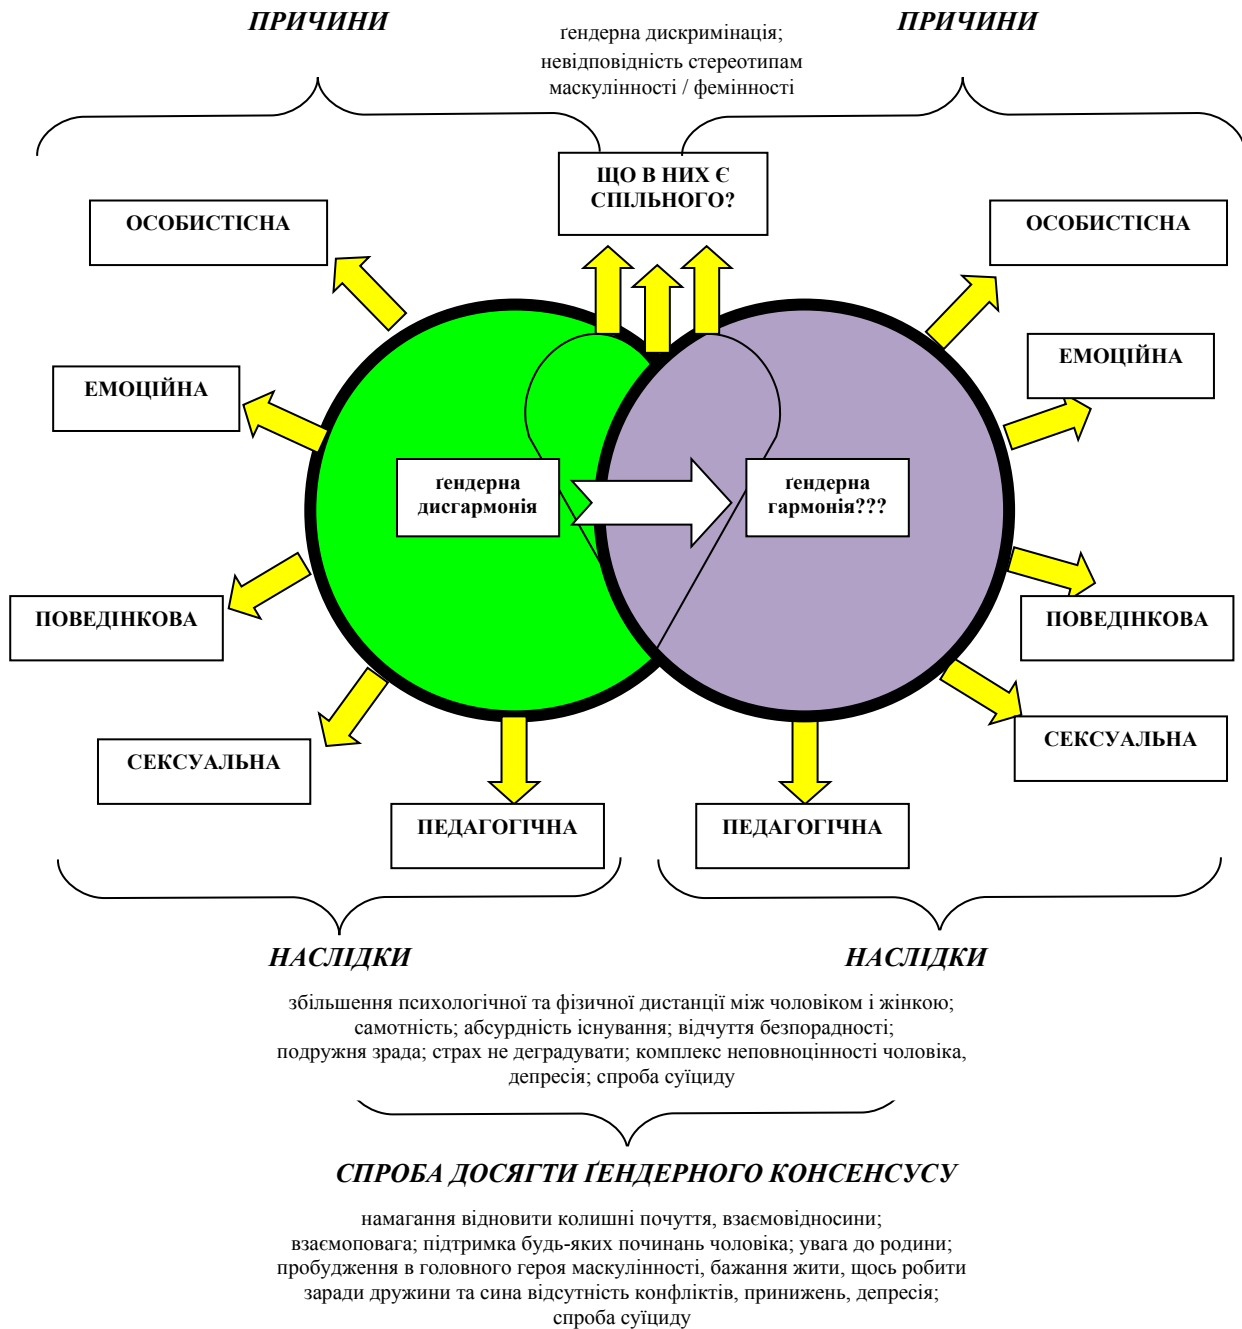 ПРИЧИНИ
ґендерна дискримінація;
невідповідність стереотипам
маскулінності / фемінності
ПРИЧИНИ
ЩО В НИХ Є
СПІЛЬНОГО?
ОСОБИСТІСНА
ОСОБИСТІСНА
ЕМОЦІЙНА
ЕМОЦІЙНА
ґендерна
дисгармонія
ґендерна
гармонія???
ПОВЕДІНКОВА
ПОВЕДІНКОВА
СЕКСУАЛЬНА
СЕКСУАЛЬНА
ПЕДАГОГІЧНА
ПЕДАГОГІЧНА
НАСЛІДКИ
НАСЛІДКИ
збільшення психологічної та фізичної дистанції між чоловіком і жінкою;
самотність; абсурдність існування; відчуття безпорадності;
подружня зрада; страх не деградувати; комплекс неповноцінності чоловіка,
депресія; спроба суїциду
СПРОБА ДОСЯГТИ ҐЕНДЕРНОГО КОНСЕНСУСУ
намагання відновити колишні почуття, взаємовідносини;
взаємоповага; підтримка будь-яких починань чоловіка; увага до родини;
пробудження в головного героя маскулінності, бажання жити, щось робити
заради дружини та сина відсутність конфліктів, принижень, депресія;
спроба суїциду